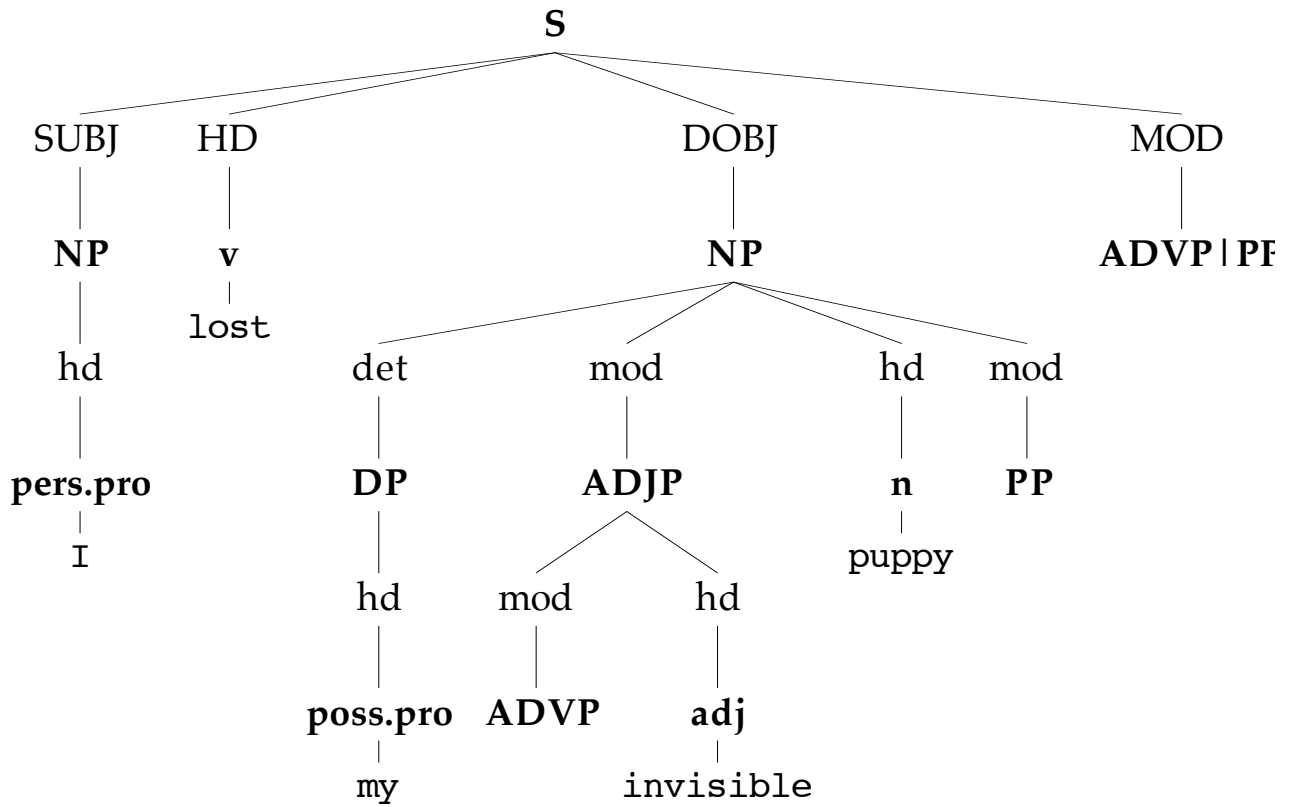 S
SUBJ HD DOBJ MOD
NP v NP ADVP|PP
lost
hd det mod hd mod
pers.pro DP ADJP n PP
I puppy
hd mod hd
poss.pro ADVP adj
my invisible